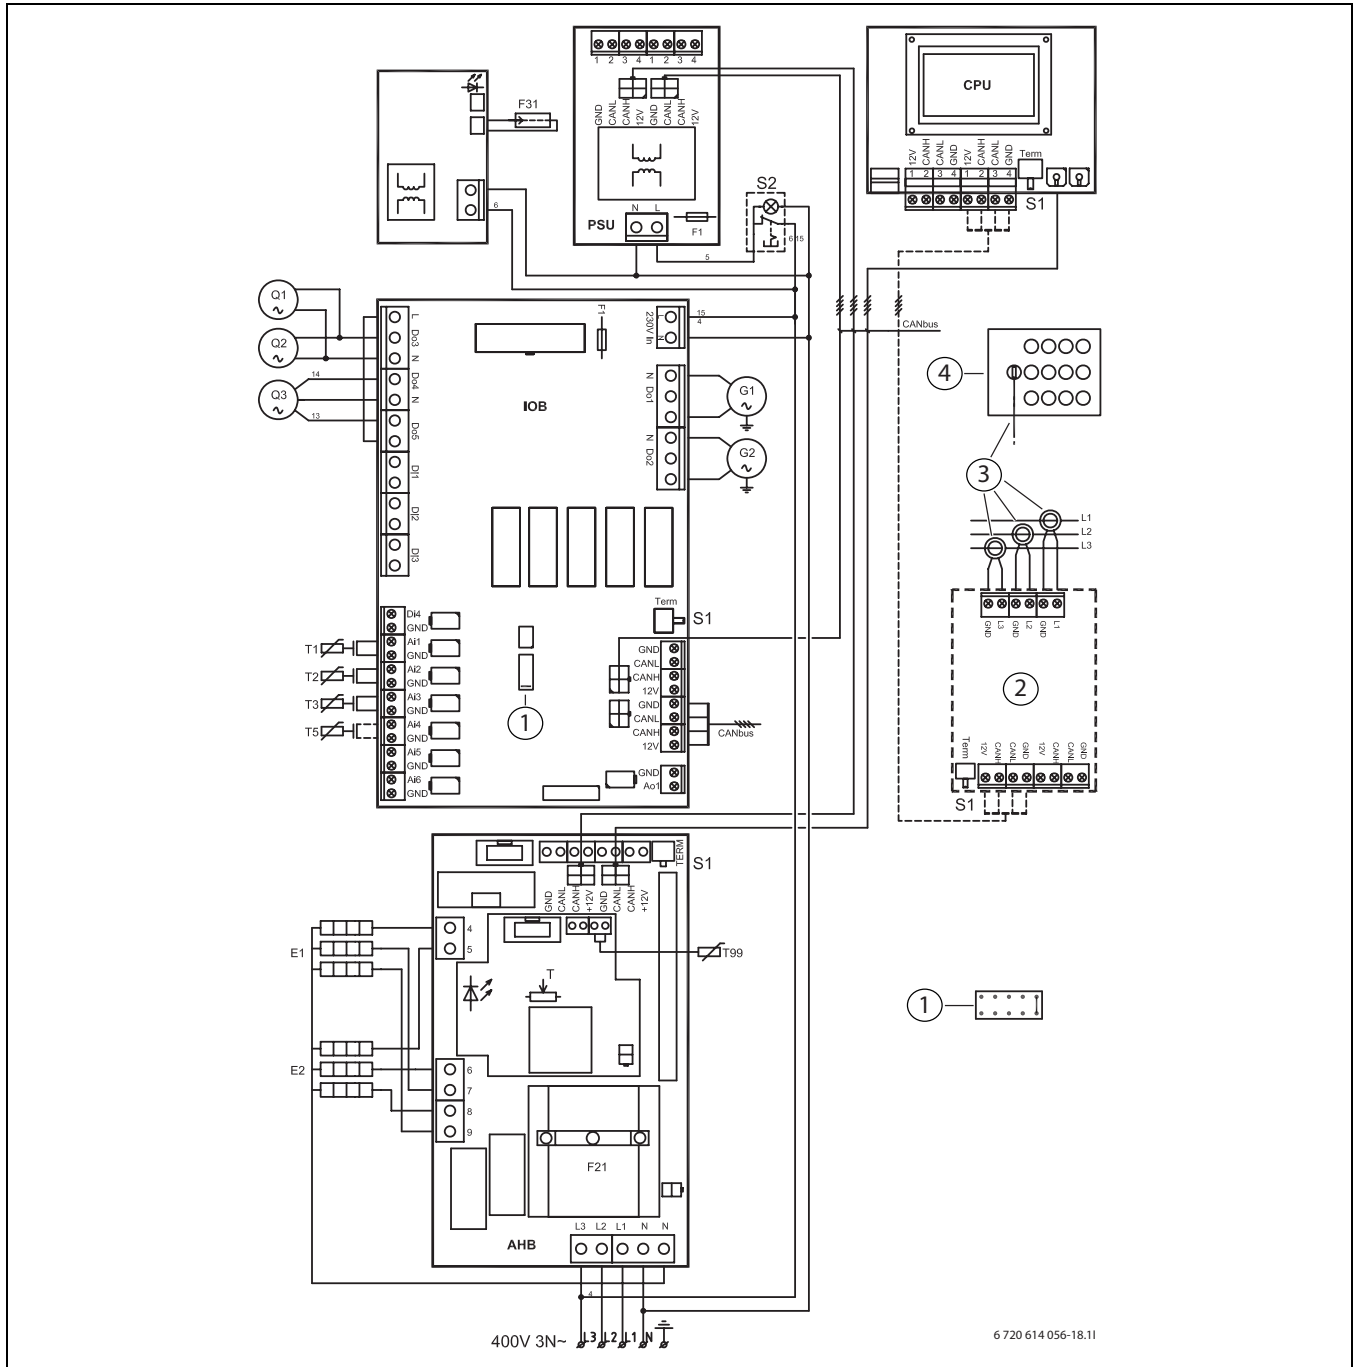 F31
1 2 3 4 1 2 3 4
GND
CANL
CANH
12V
GND
CANL
CANH
12V
N L
PSU
F1
S2
5
6 15
6
CPU
12V
CANH
CANL
GND
12V
CANH
CANL
GND
Term
1 2 3 4 1 2 3 4
S1
CANbus
Q1
Q2
Q3
14
13
L
Do3
N
Do4
N
Do5
DI1
DI2
DI3
F1
IOB
230V In
L
N
15
4
N
Do1
G1
N
Do2
G2
Term
S1
Di4
GND
T1
Ai1
GND
T2
Ai2
GND
T3
Ai3
GND
T5
Ai4
GND
Ai5
GND
Ai6
GND
1
GND
CANL
CANH
12V
GND
CANL
CANH
12V
CANbus
GND
Ao1
4
3
L1
L2
L3
GND
L3
GND
L2
GND
L1
2
Term
12V
CANH
CANL
GND
12V
CANH
CANL
GND
S1
TERM
S1
GND
CANL
CANH
+12V
GND
CANL
CANH
+12V
E1
4
5
T
T99
E2
6
7
8
9
F21
L3 L2 L1 N N
AHB
4
400V 3N~ L3 L2 L1 N
1
6 720 614 056-18.1I